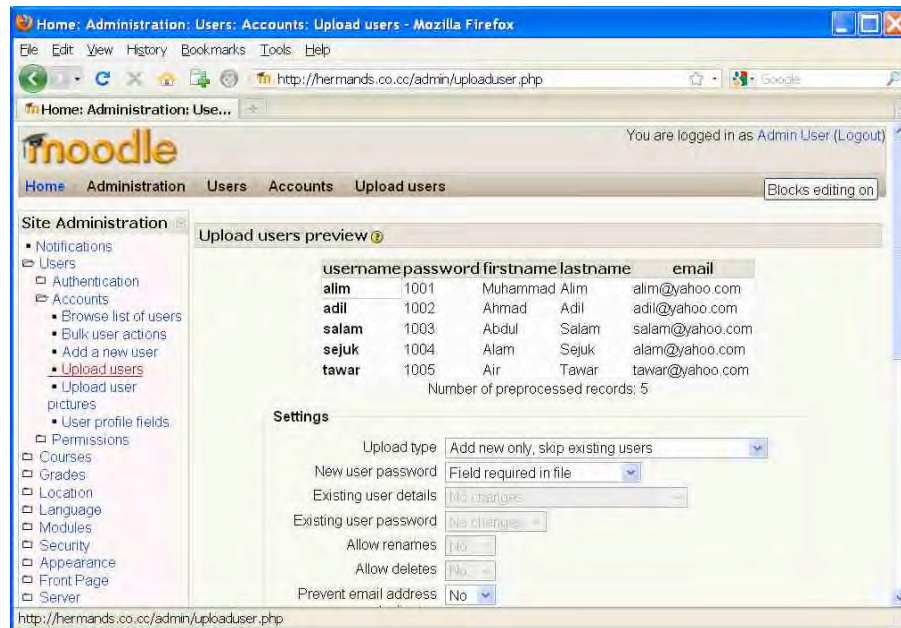 Home: Administration: Users: Accounts: Upload users - Mozilla Firefox
File Edit View History Bookmarks Tools Help
http://hermands.co.cc/admin/uploaduser.php Google
Home: Administration: Use...
moodle
You are logged in as Admin User (Logout)
Home Administration Users Accounts Upload users
Blocks editing on
Site Administration
Notifications
Users
Authentication
Accounts
Browse list of users
Bulk user actions
Add a new user
Upload users
Upload user
pictures
User profile fields
Permissions
Courses
Grades
Location
Language
Modules
Security
Appearance
Front Page
Server
Upload users preview
username password firstname lastname email
alim 1001 Muhammad Alim alim@yahoo.com
adil 1002 Ahmad Adil adil@yahoo.com
salam 1003 Abdul Salam salam@yahoo.com
sejuk 1004 Alam Sejuk alam@yahoo.com
tawar 1005 Air Tawar tawar@yahoo.com
Number of preprocessed records: 5
Settings
Upload type Add new only, skip existing users
New user password Field required in file
Existing user details No changes
Existing user password No changes
Allow renames No
Allow deletes No
Prevent email address No
http://hermands.co.cc/admin/uploaduser.php